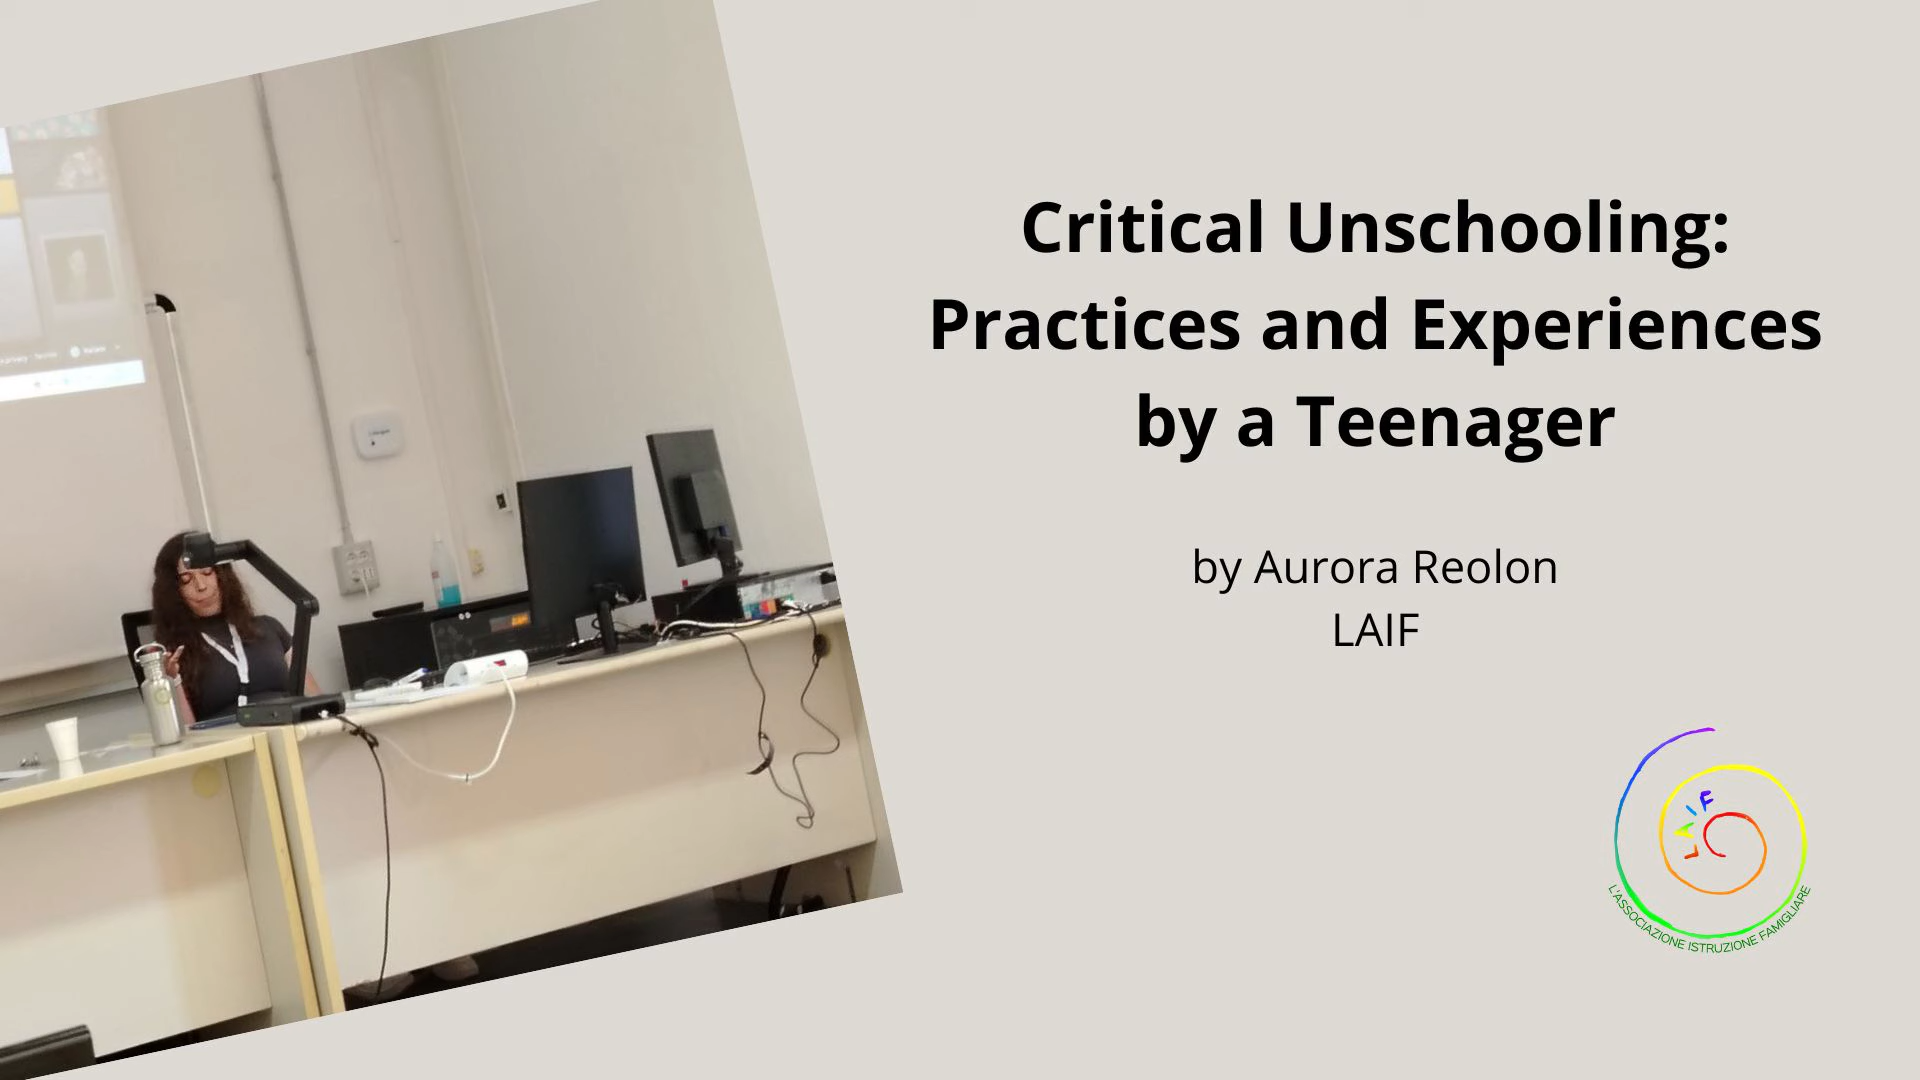 Critical Unschooling:
Practices and Experiences
by a Teenager
by Aurora Reolon
LAIF
LAIF
L'ASSOCIAZIONE ISTRUZIONE FAMIGLIARE